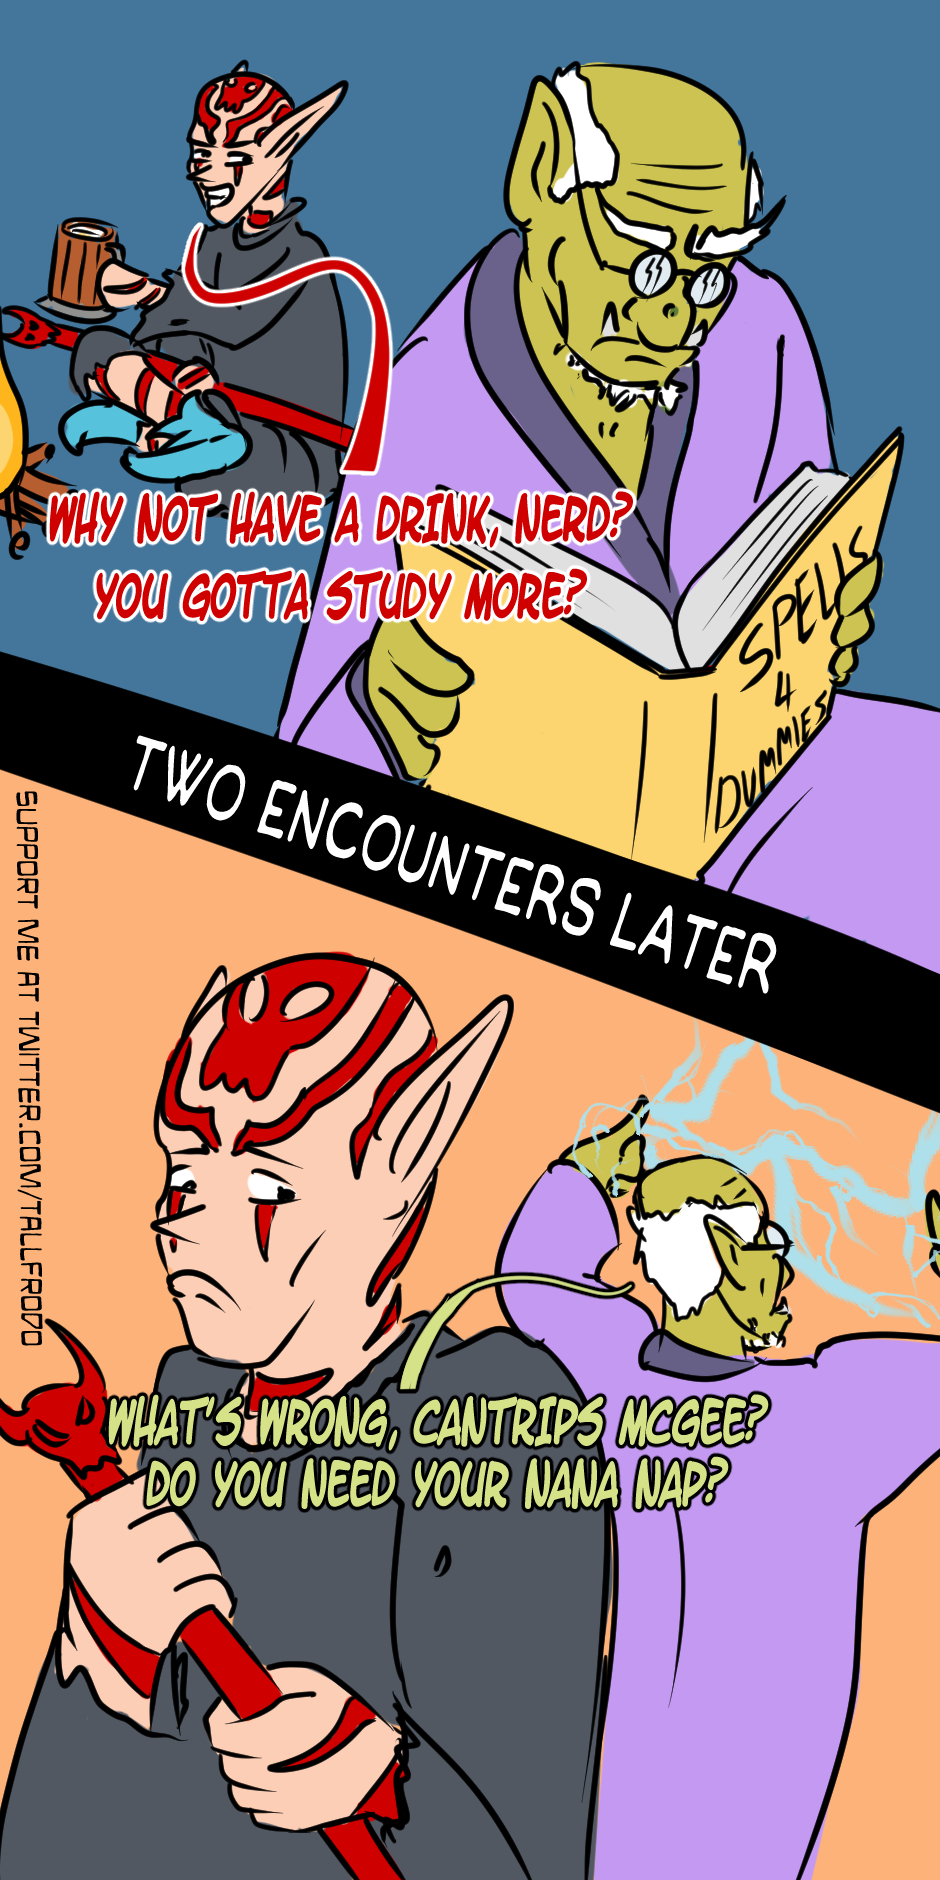 WHY NOT HAVE A DRINK, NERD?
YOU GOTTA STUDY MORE?
SPELLS
4
DUMMIES
TWO ENCOUNTERS LATER
SUPPORT ME AT TWITTER.COM/TALLFRODO
WHAT'S WRONG, CANTRIPS MCGEE?
DO YOU NEED YOUR NANA NAP?